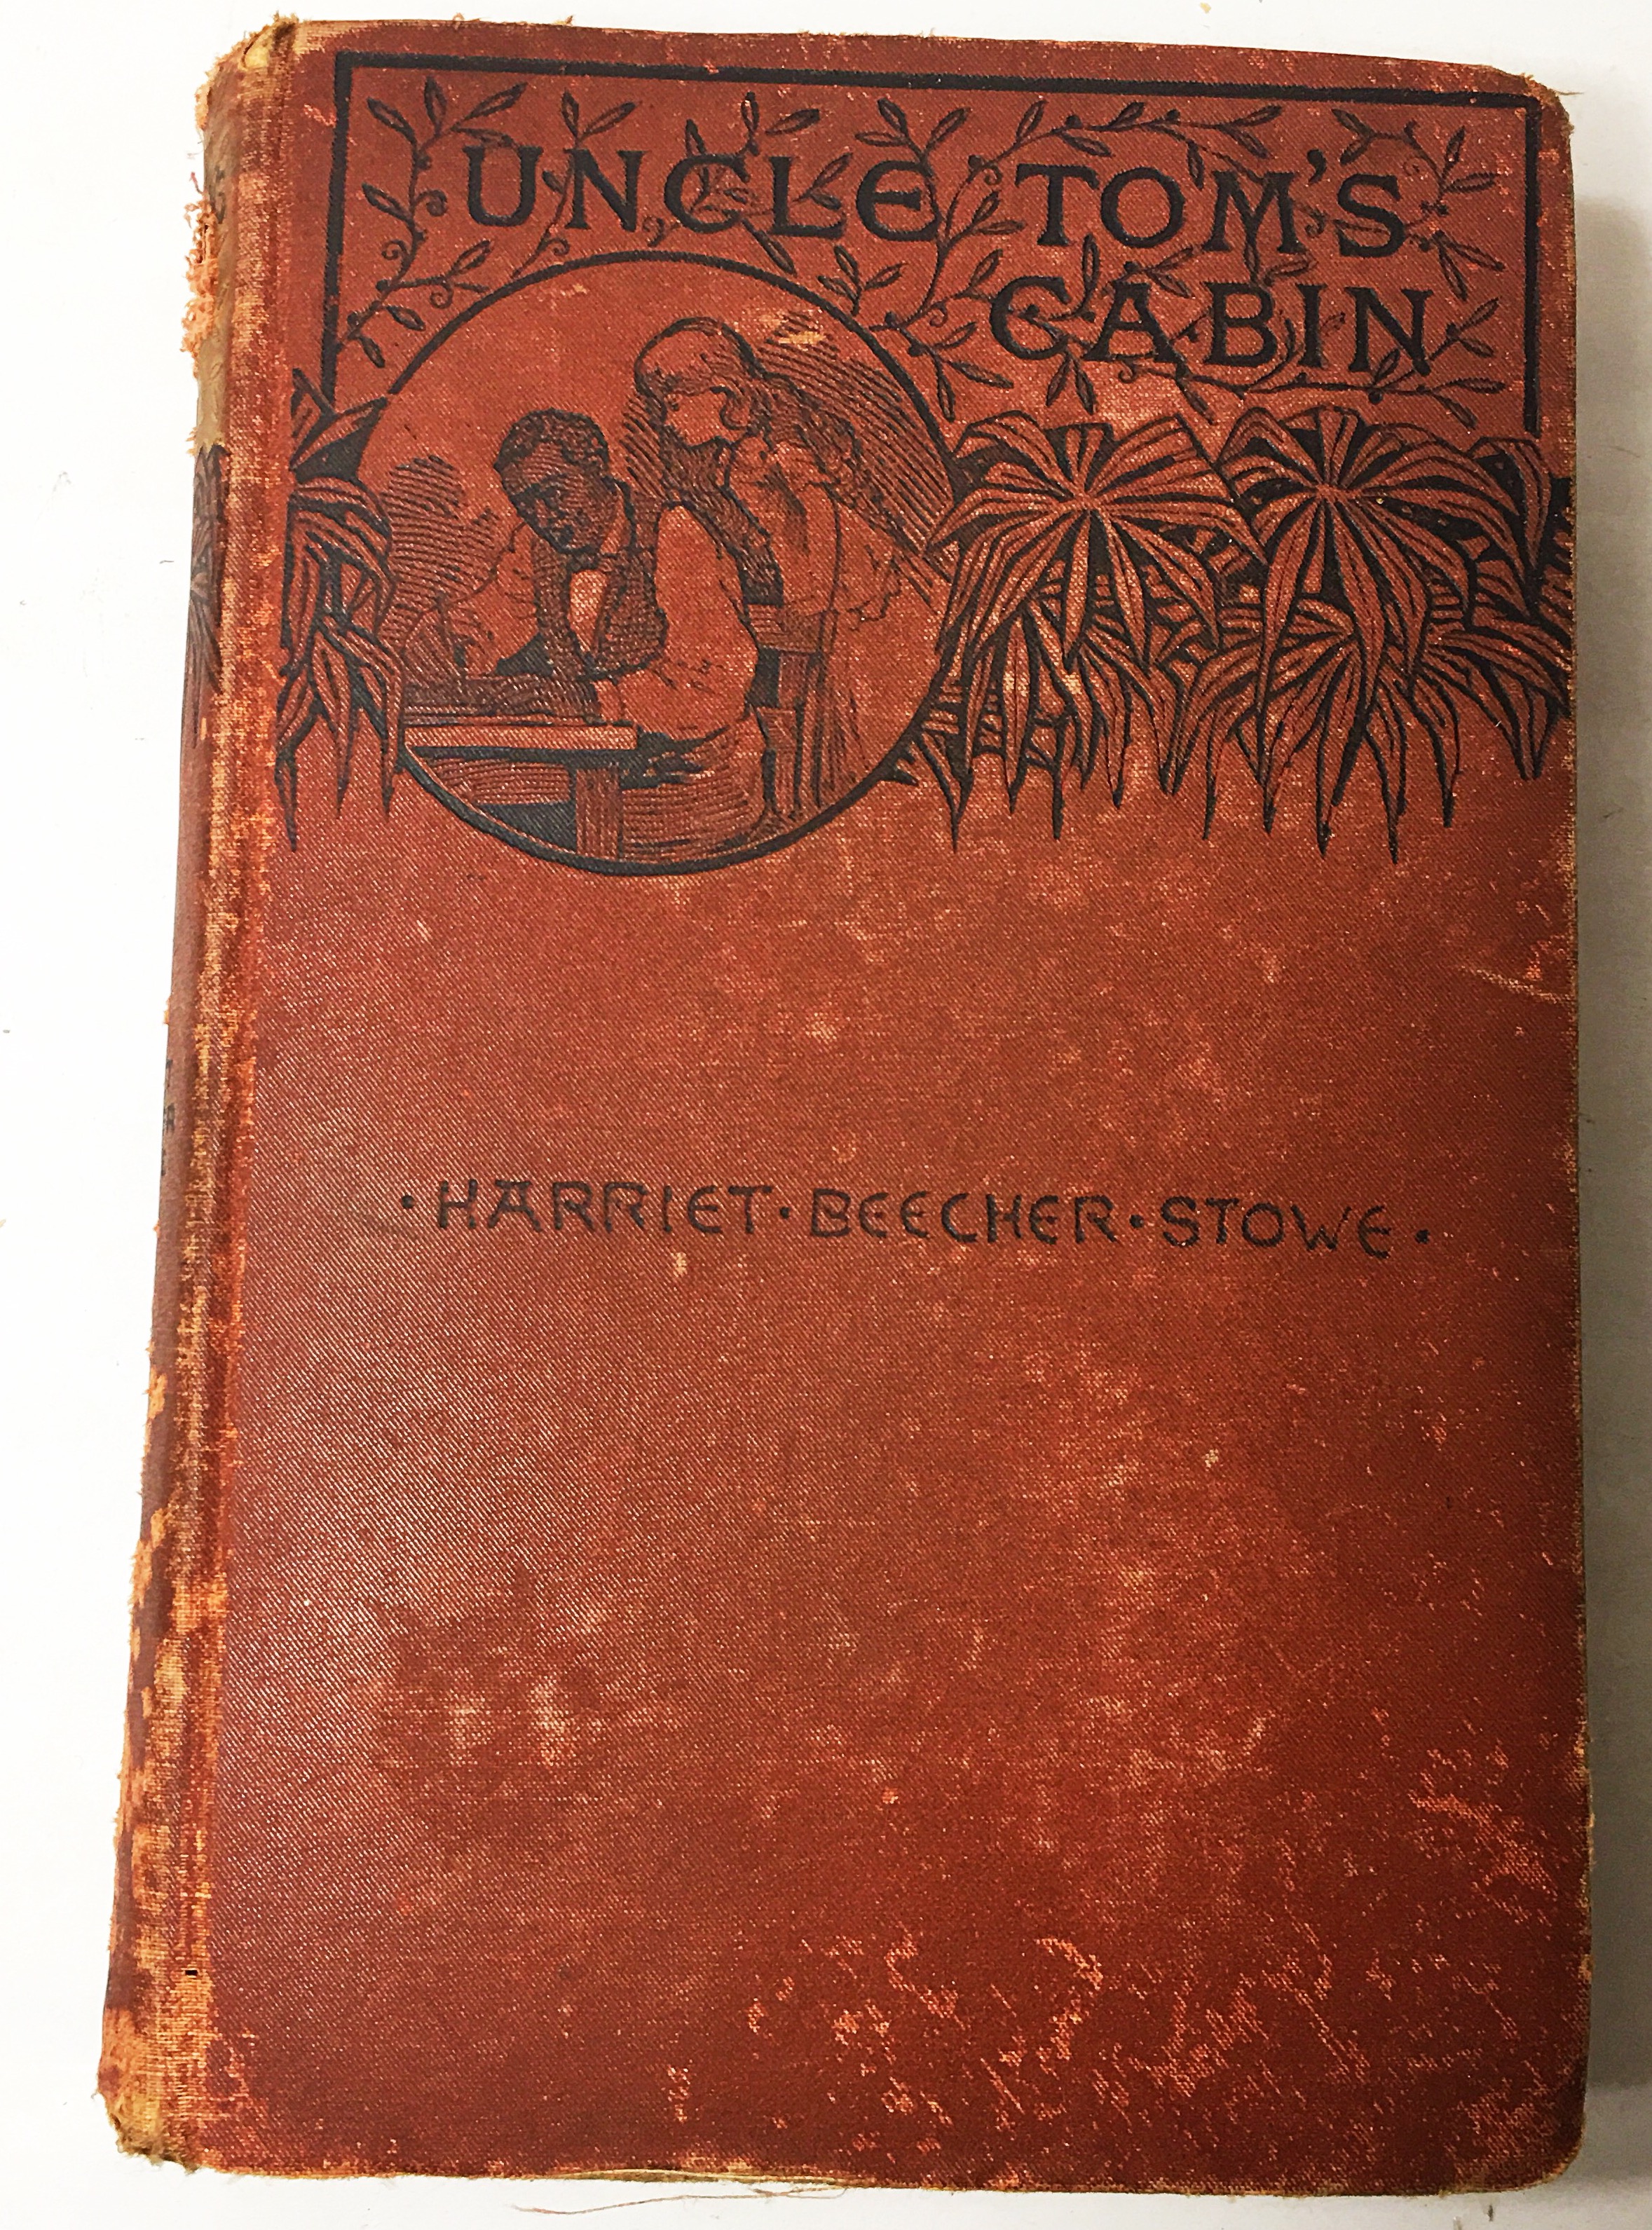 UNCLE TOM'S
CABIN
·HARRIET·BEECHER·STOWE·